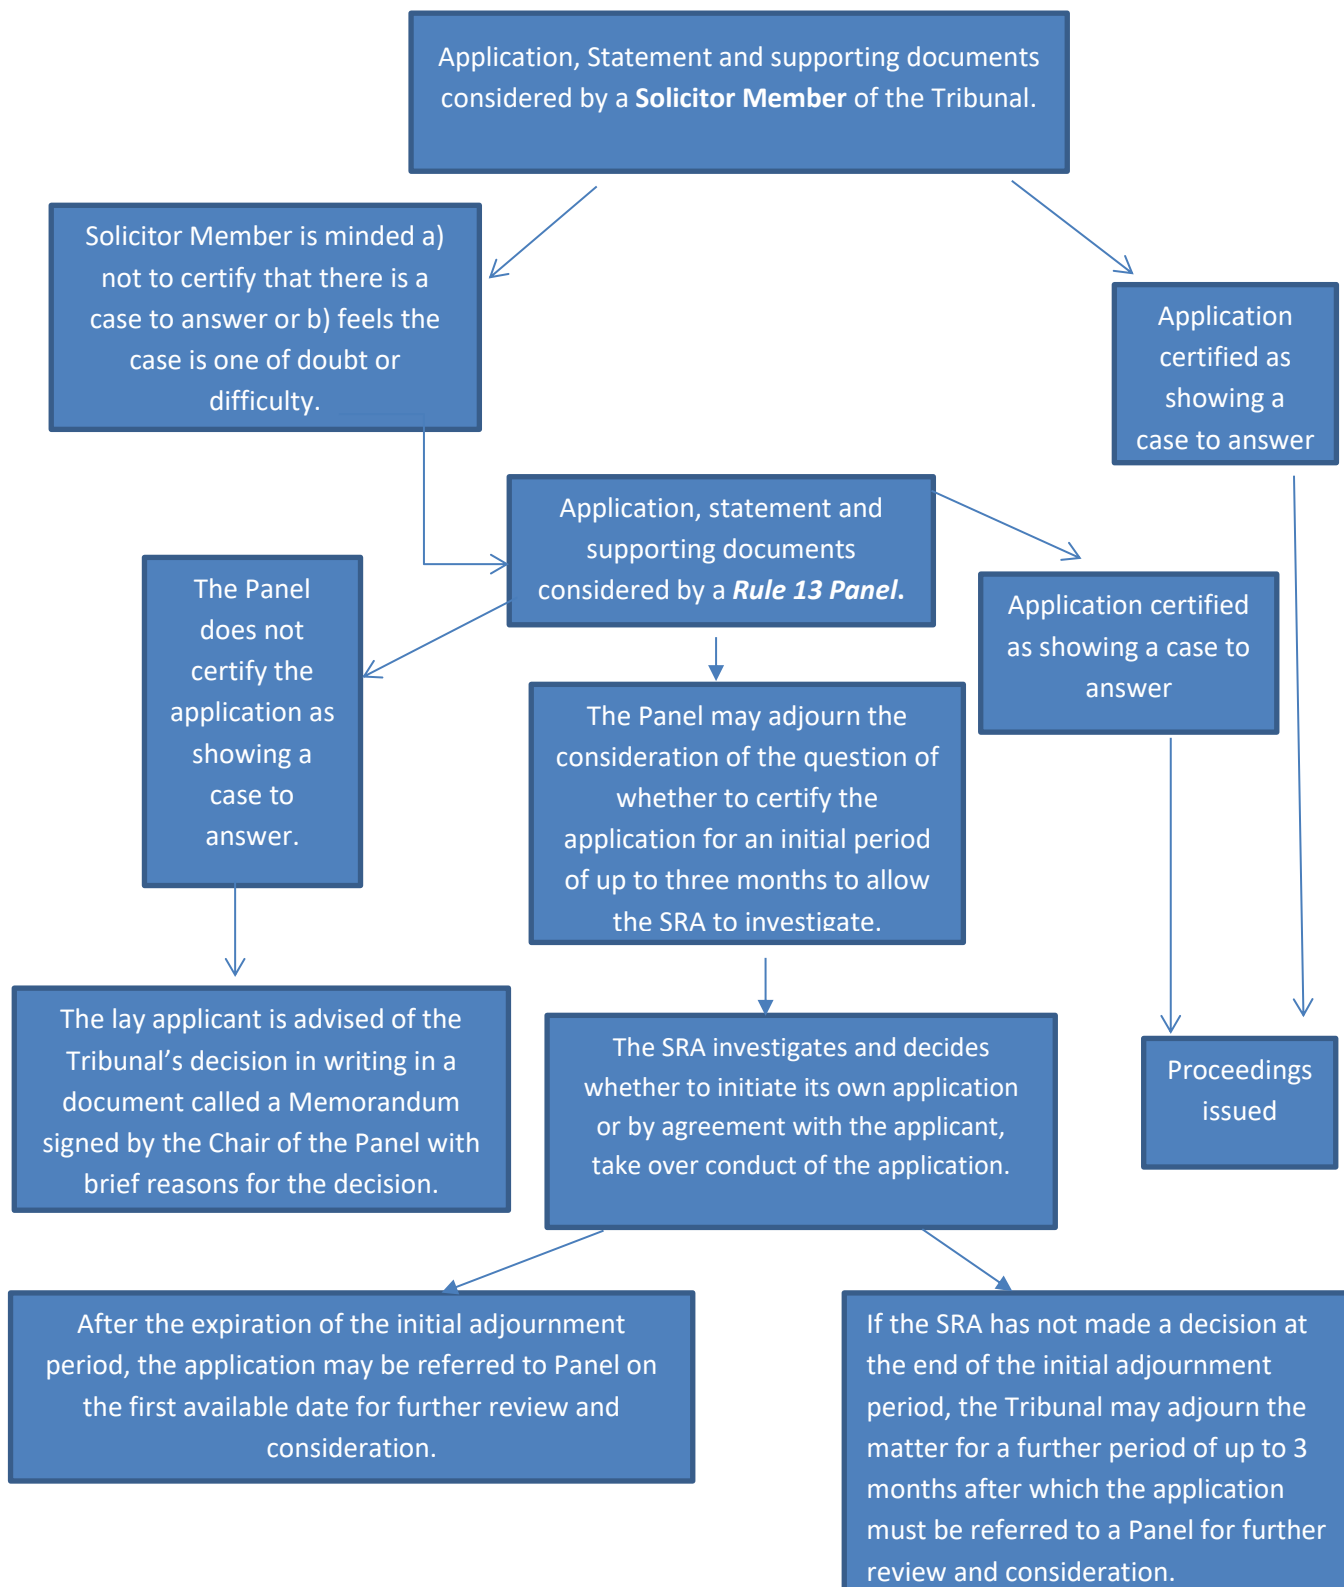 Application, Statement and supporting documents
considered by a Solicitor Member of the Tribunal.
Solicitor Member is minded a)
not to certify that there is a
case to answer or b) feels the
case is one of doubt or
difficulty.
Application
certified as
showing a
case to answer
Application, statement and
supporting documents
considered by a Rule 13 Panel.
The Panel
does not
certify the
application as
showing a
case to
answer.
Application certified
as showing a case to
answer
The Panel may adjourn the
consideration of the question of
whether to certify the
application for an initial period
of up to three months to allow
the SRA to investigate.
The lay applicant is advised of the
Tribunal’s decision in writing in a
document called a Memorandum
signed by the Chair of the Panel with
brief reasons for the decision.
The SRA investigates and decides
whether to initiate its own application
or by agreement with the applicant,
take over conduct of the application.
Proceedings
issued
After the expiration of the initial adjournment
period, the application may be referred to Panel on
the first available date for further review and
consideration.
If the SRA has not made a decision at
the end of the initial adjournment
period, the Tribunal may adjourn the
matter for a further period of up to 3
months after which the application
must be referred to a Panel for further
review and consideration.